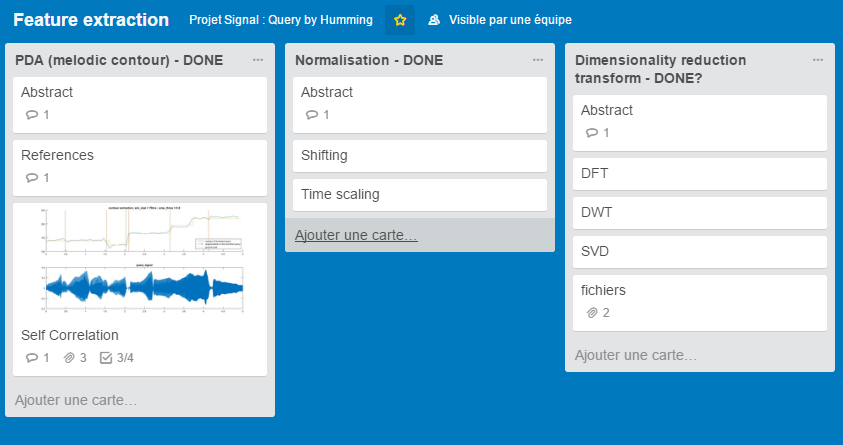 Feature extraction
Projet Signal : Query by Humming
Visible par une équipe
PDA (melodic contour) - DONE
Abstract
1
References
1
query_signal
Self Correlation
1 3 3/4
Ajouter une carte…
Normalisation - DONE
Abstract
1
Shifting
Time scaling
Ajouter une carte…
Dimensionality reduction
transform - DONE?
Abstract
1
DFT
DWT
SVD
fichiers
2
Ajouter une carte…